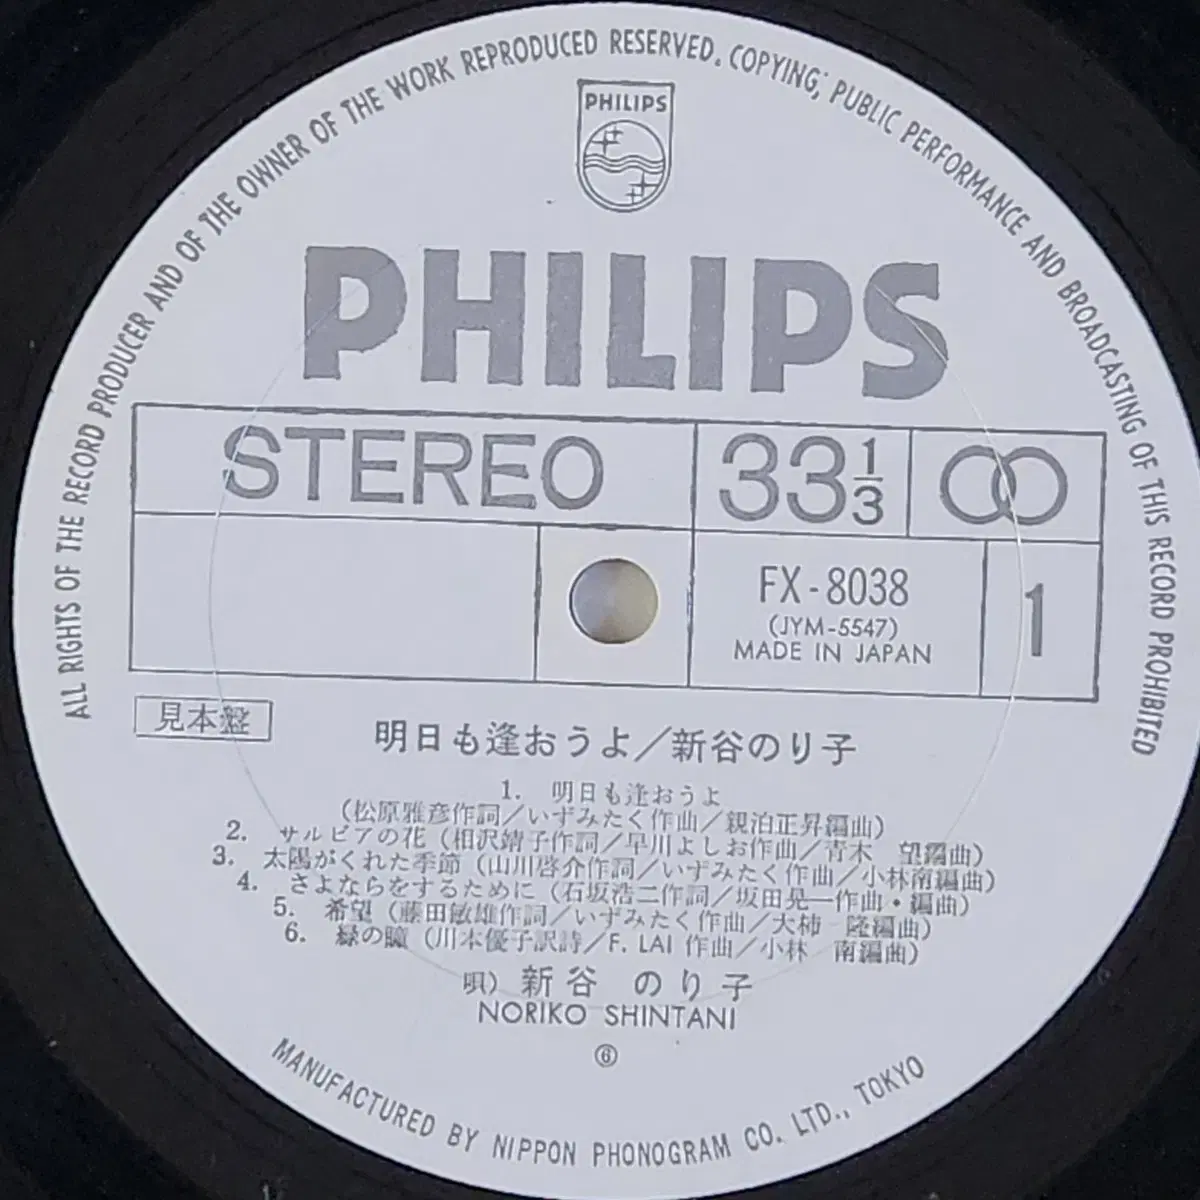 ALL RIGHTS OF THE RECORD PRODUCER AND OF THE OWNER OF THE WORK REPRODUCED RESERVED. COPYING, PUBLIC PERFORMANCE AND BROADCASTING OF THIS RECORD PROHIBITED
PHILIPS
PHILIPS
STEREO
33 1/3
FX-8038
(JYM-5547)
MADE IN JAPAN
1
見本盤
明日も逢おうよ/新谷のり子
1. 明日も逢おうよ
(松原雅彦作詞/いずみたく作曲/親泊正昇編曲)
2. サルビアの花(相沢靖子作詞/早川よしお作曲/青木 望編曲)
3. 太陽がくれた季節(山川啓介作詞/いずみたく作曲/小林南編曲)
4. さよならをするために(石坂浩二作詞/坂田晃一作曲・編曲)
5. 希望(藤田敏雄作詞/いずみたく作曲/大柿 隆編曲)
6. 緑の瞳(川本優子訳詩/F. LAI 作曲/小林 南編曲)
唄)新谷 のり子
NORIKO SHINTANI
⑥
MANUFACTURED BY NIPPON PHONOGRAM CO. LTD., TOKYO